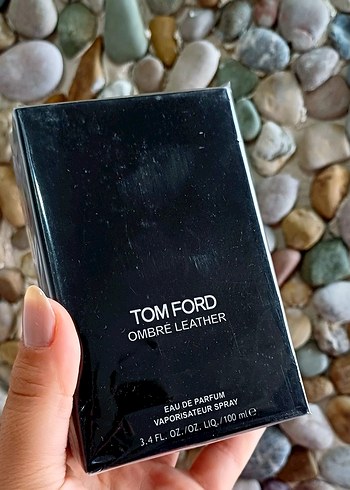 TOM FORD
OMBRE LEATHER
EAU DE PARFUM
VAPORISATEUR SPRAY
3.4 FL. OZ./OZ. LIQ./100 ml ℮